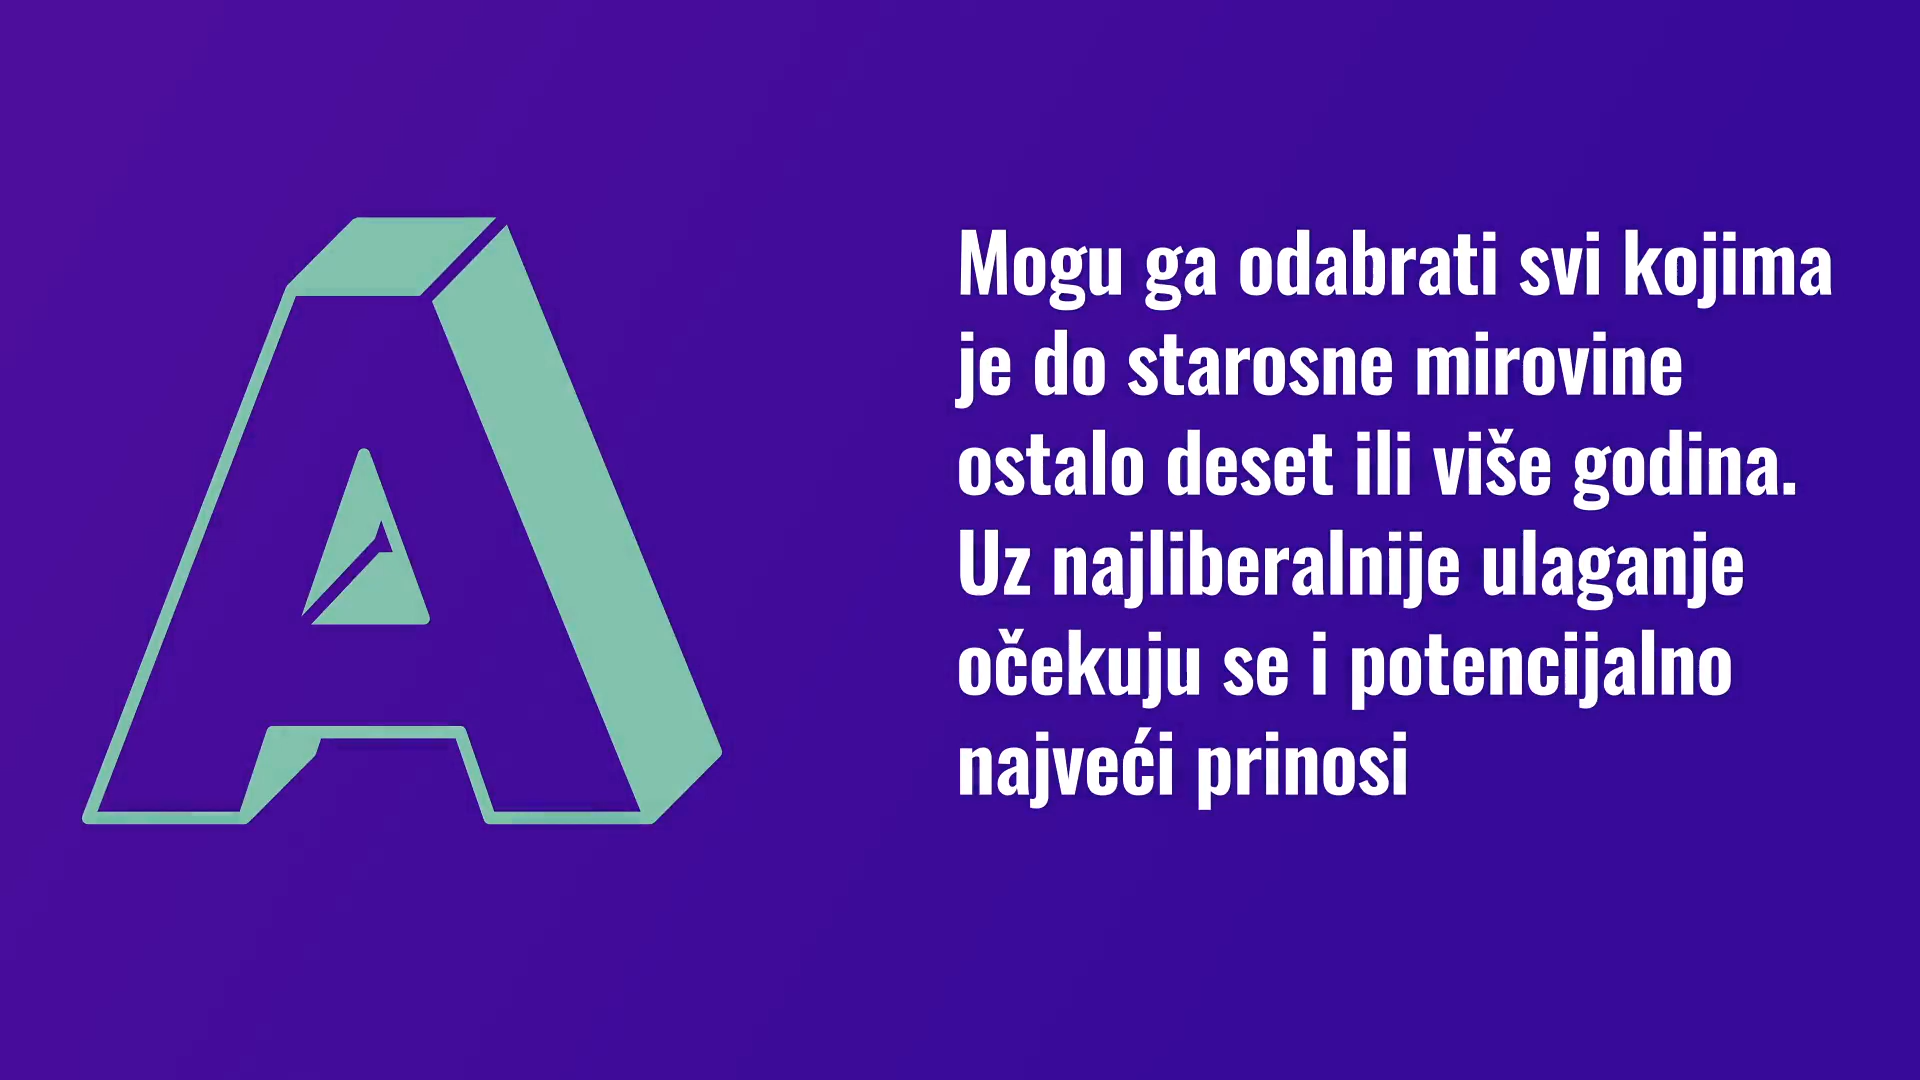 A
Mogu ga odabrati svi kojima
je do starosne mirovine
ostalo deset ili više godina.
Uz najliberalnije ulaganje
očekuju se i potencijalno
najveći prinosi